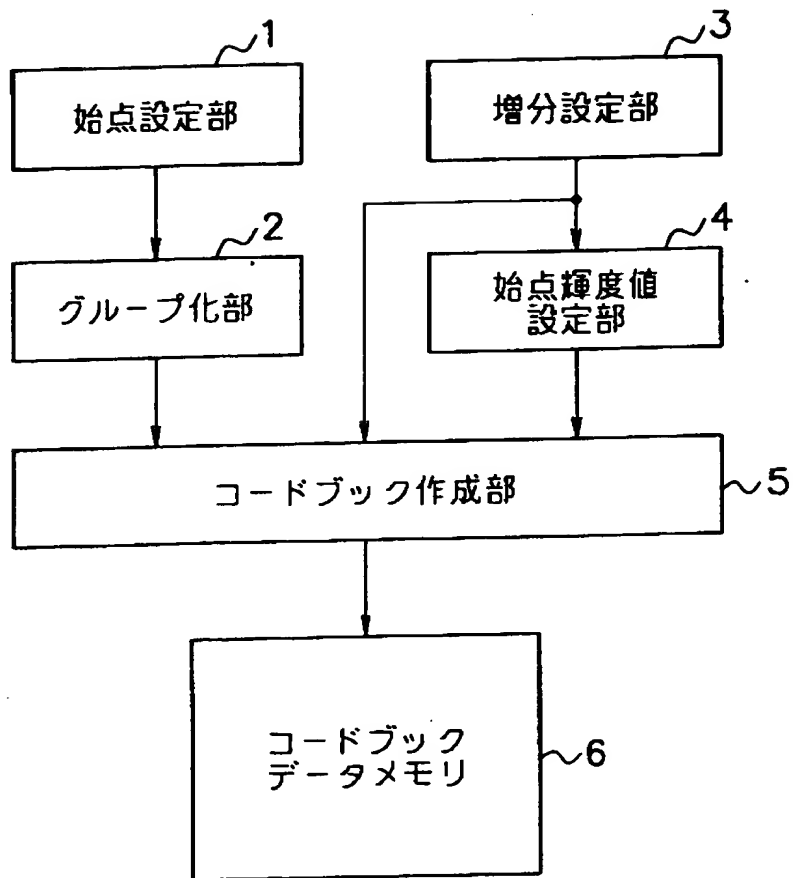 1
始点設定部
3
増分設定部
2
グループ化部
4
始点輝度値
設定部
コードブック作成部
5
コードブック
データメモリ
6